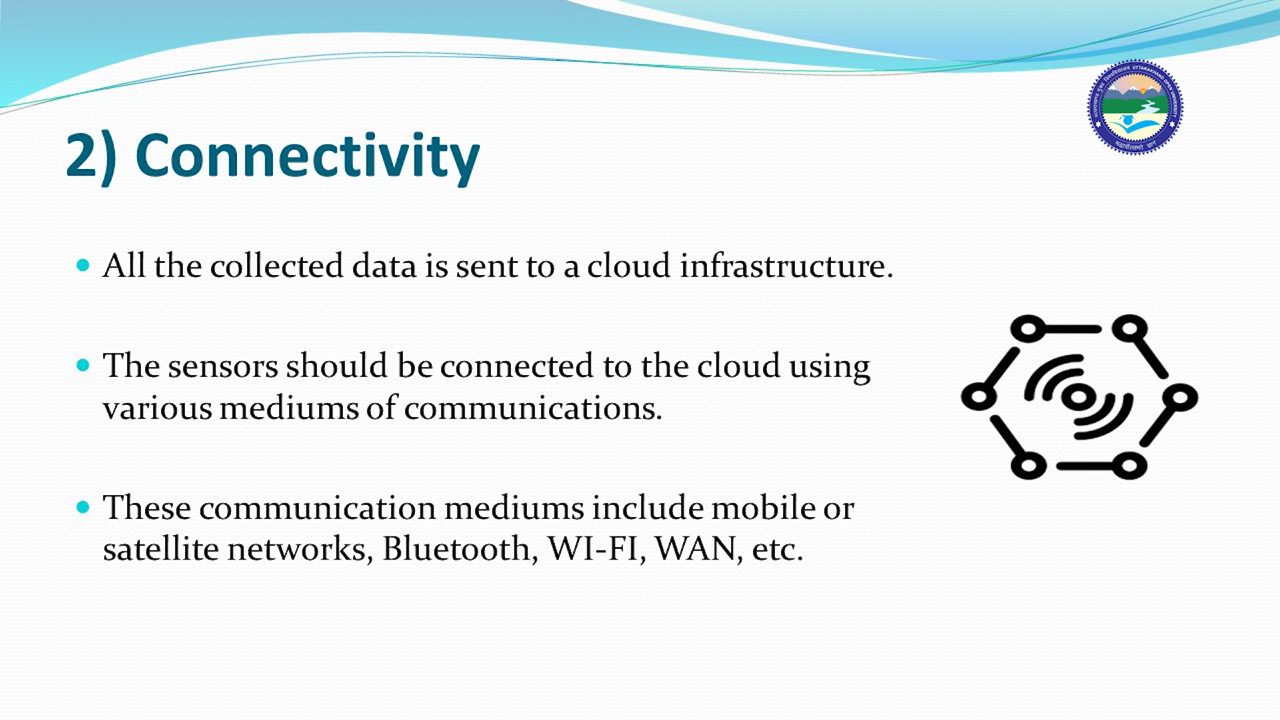 2) Connectivity
All the collected data is sent to a cloud infrastructure.
The sensors should be connected to the cloud using
various mediums of communications.
These communication mediums include mobile or
satellite networks, Bluetooth, WI-FI, WAN, etc.